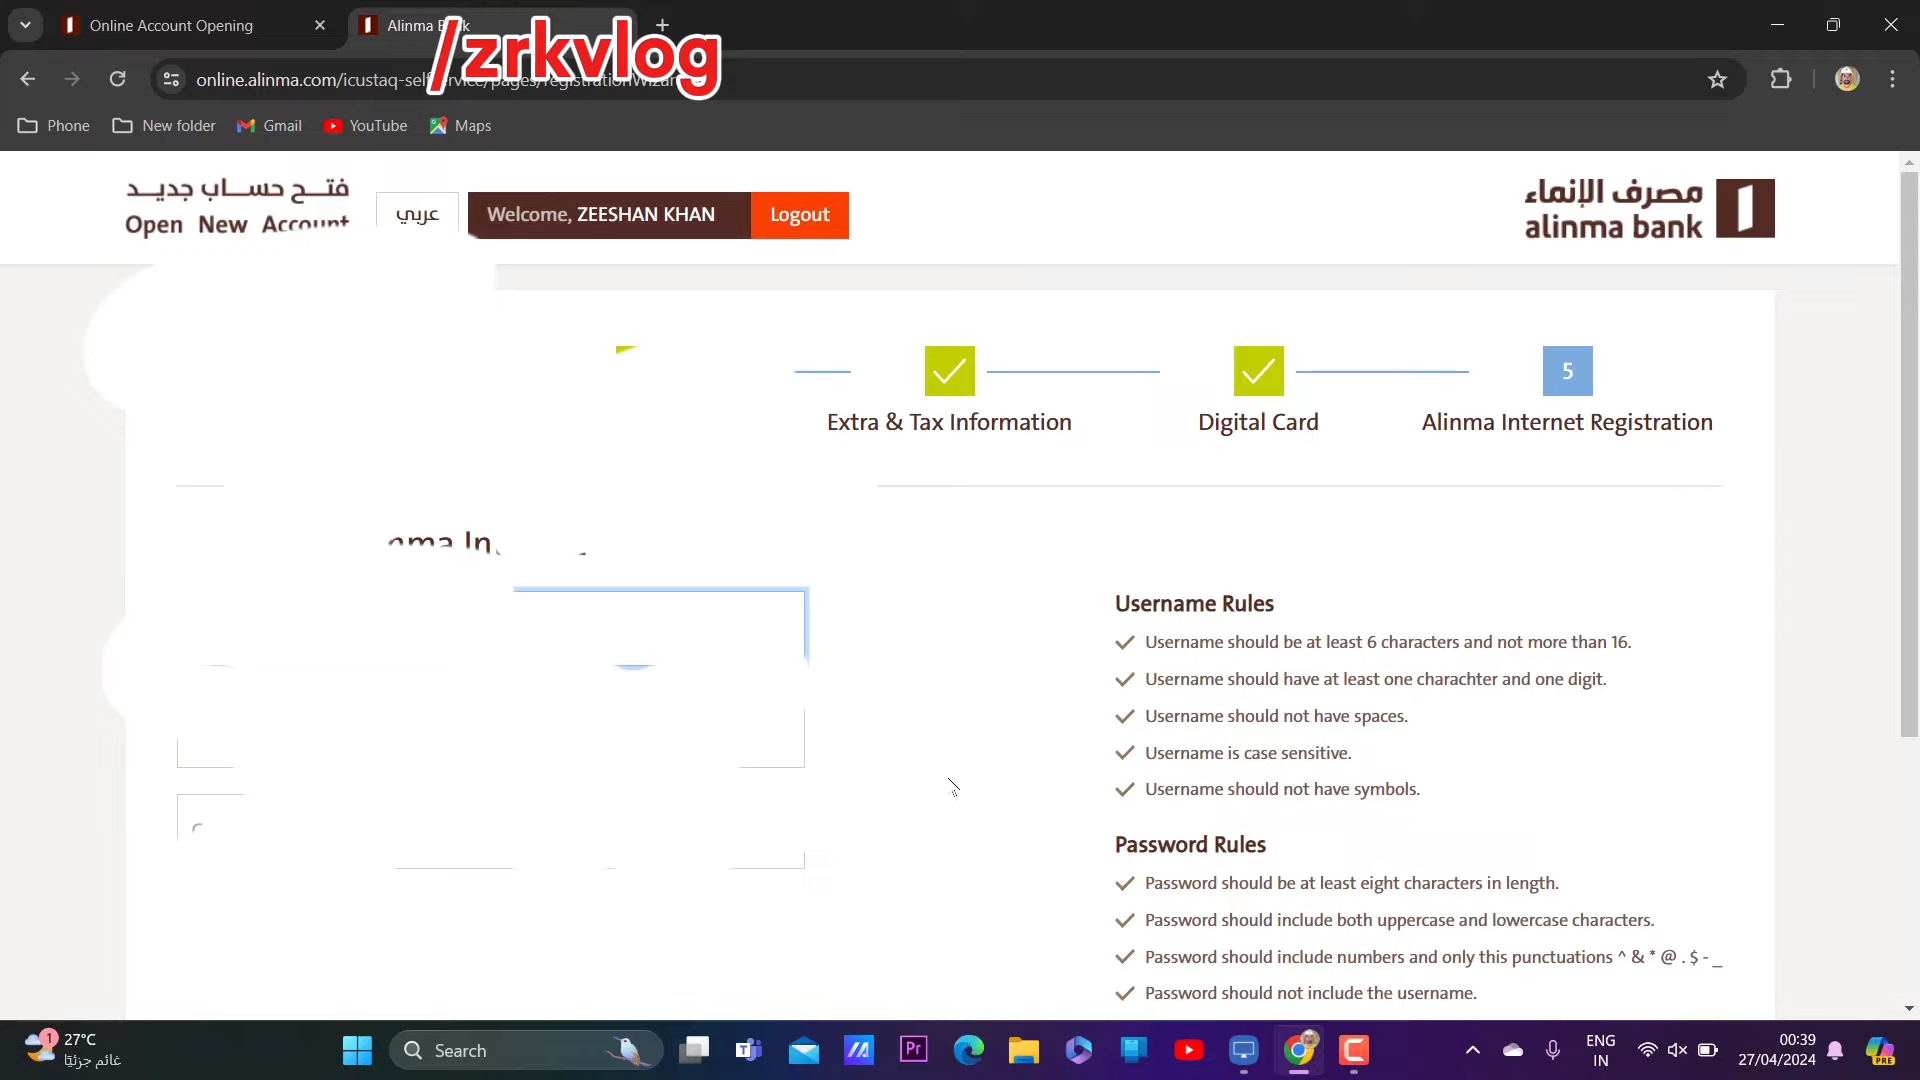 Online Account Opening
Alinma
/zrkvlog
online.alinma.com/icustaq-self
Phone
New folder
Gmail
YouTube
Maps
فتح حساب جديد
Open New Account
عربي
Welcome, ZEESHAN KHAN
Logout
مصرف الإنماء
alinma bank
5
Extra & Tax Information
Digital Card
Alinma Internet Registration
Username Rules
Username should be at least 6 characters and not more than 16.
Username should have at least one charachter and one digit.
Username should not have spaces.
Username is case sensitive.
Username should not have symbols.
Password Rules
Password should be at least eight characters in length.
Password should include both uppercase and lowercase characters.
Password should include numbers and only this punctuations ^ & * @ . $ - _
Password should not include the username.
1
27°C
غائم جزئيًا
Search
Pr
ENG
IN
00:39
27/04/2024
PRE